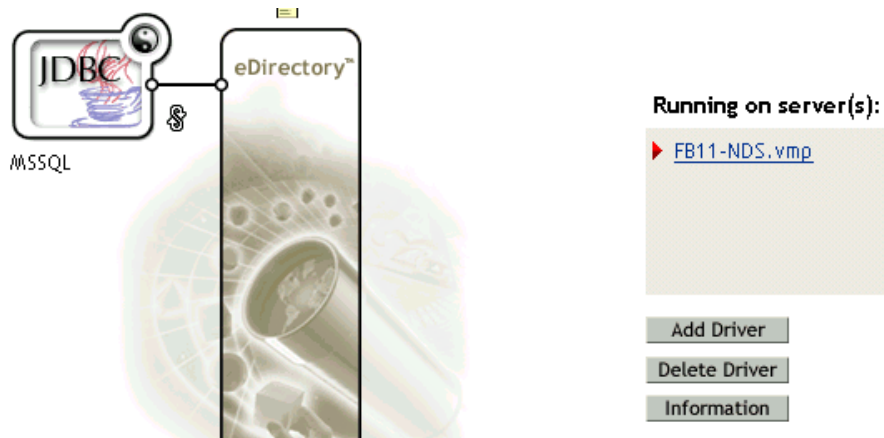 JDBC
eDirectory™
MSSQL
Running on server(s):
FB11-NDS.vmp
Add Driver
Delete Driver
Information